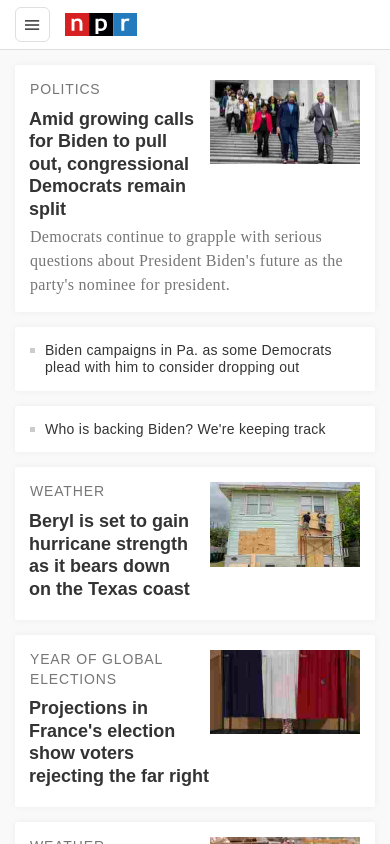 npr
POLITICS
Amid growing calls
for Biden to pull
out, congressional
Democrats remain
split
Democrats continue to grapple with serious
questions about President Biden's future as the
party's nominee for president.
Biden campaigns in Pa. as some Democrats
plead with him to consider dropping out
Who is backing Biden? We're keeping track
WEATHER
Beryl is set to gain
hurricane strength
as it bears down
on the Texas coast
YEAR OF GLOBAL
ELECTIONS
Projections in
France's election
show voters
rejecting the far right
WEATHER